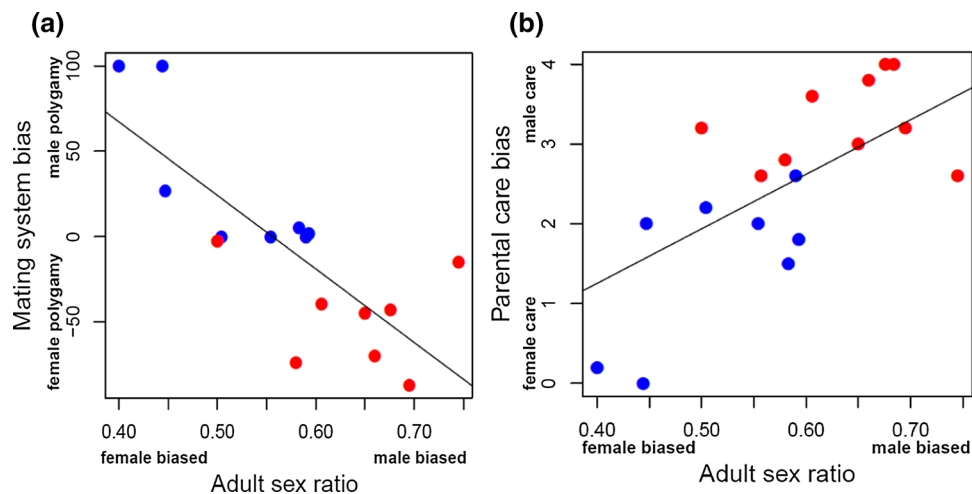 (a)
Mating system bias
male polygamy
female polygamy
100
50
0
−50
0.40
0.50
0.60
0.70
female biased
male biased
Adult sex ratio
(b)
Parental care bias
male care
female care
4
3
2
1
0
0.40
0.50
0.60
0.70
female biased
male biased
Adult sex ratio